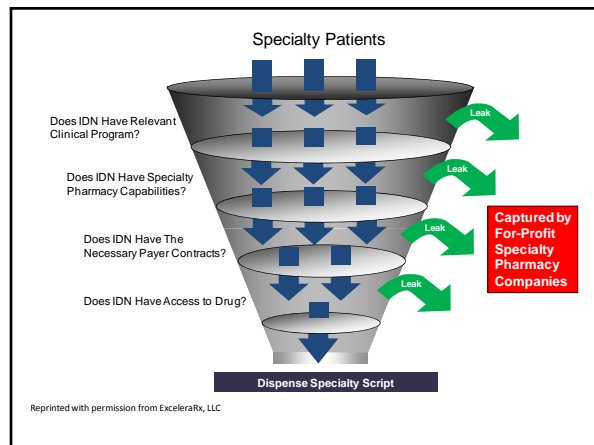 Specialty Patients
Does IDN Have Relevant
Clinical Program?
Leak
Does IDN Have Specialty
Pharmacy Capabilities?
Leak
Does IDN Have The
Necessary Payer Contracts?
Leak
Captured by
For-Profit
Specialty
Pharmacy
Companies
Does IDN Have Access to Drug?
Leak
Dispense Specialty Script
Reprinted with permission from ExceleraRx, LLC